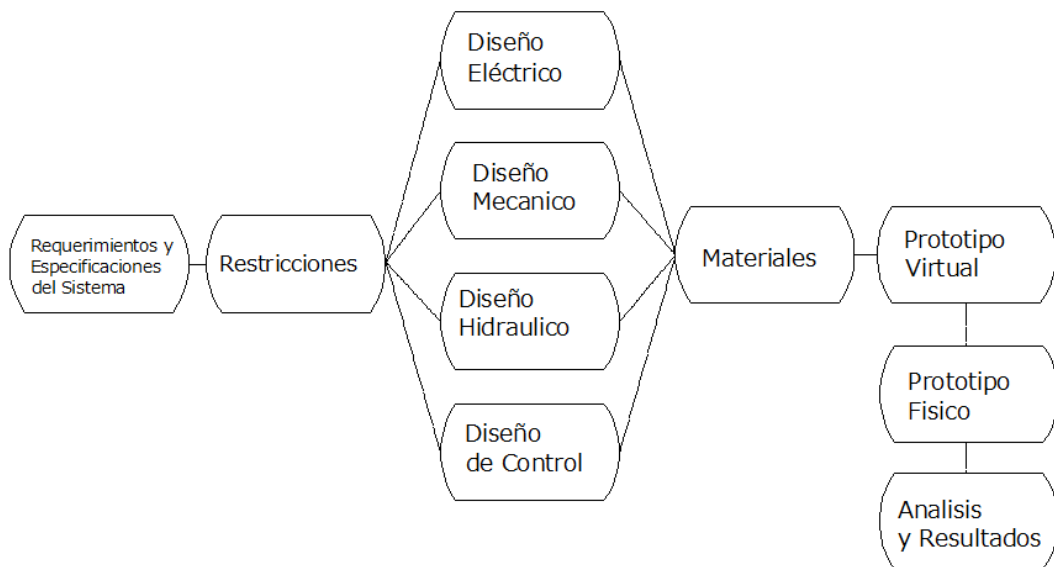 Requerimientos y
Especificaciones
del Sistema
Restricciones
Diseño
Eléctrico
Diseño
Mecanico
Diseño
Hidraulico
Diseño
de Control
Materiales
Prototipo
Virtual
Prototipo
Fisico
Analisis
y Resultados